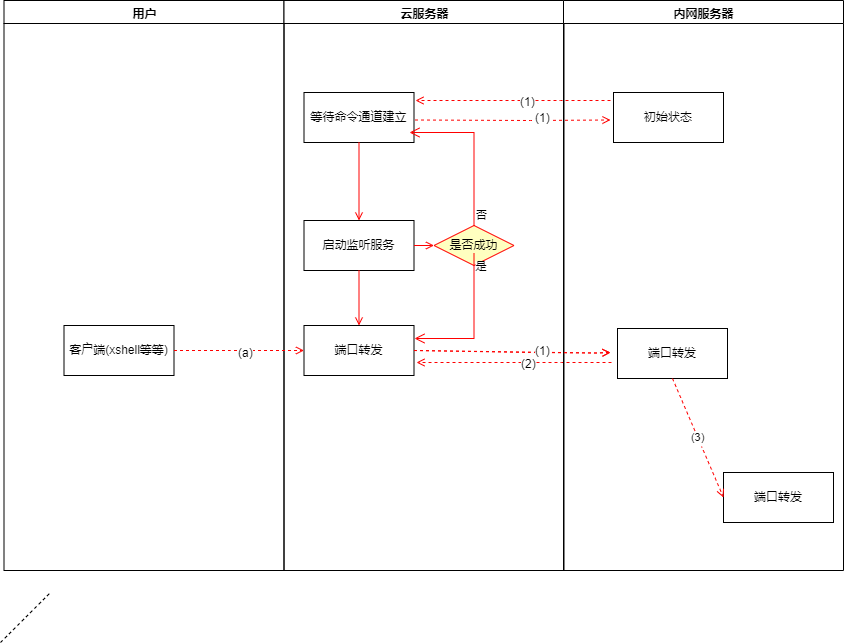 用户
云服务器
内网服务器
等待命令通道建立
(1)
(1)
初始状态
否
启动监听服务
是否成功
是
客户端(xshell等等)
(a)
端口转发
(1)
(2)
端口转发
(3)
端口转发